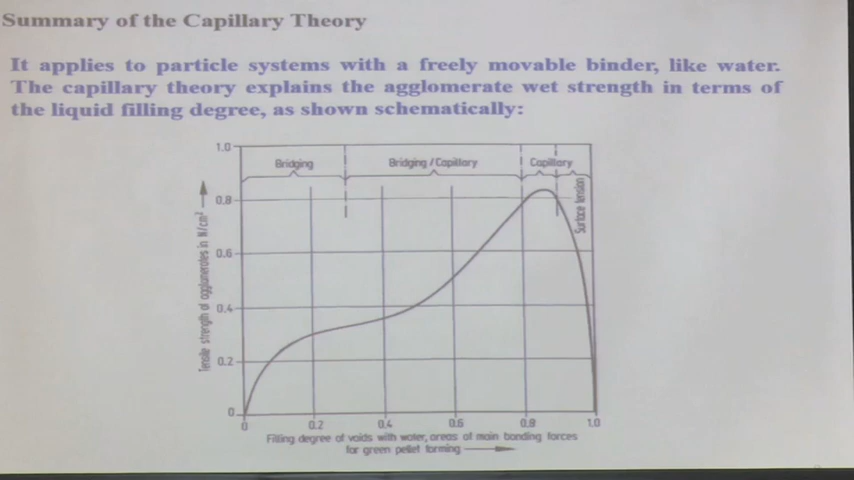 Summary of the Capillary Theory
It applies to particle systems with a freely movable binder, like water.
The capillary theory explains the agglomerate wet strength in terms of
the liquid filling degree, as shown schematically:
1.0
Bridging
Bridging / Capillary
Capillary
Surface tension
0.8
0.6
0.4
0.2
0
Tensile strength of agglomerates in N/cm²
0 0.2 0.4 0.6 0.8 1.0
Filling degree of voids with water, areas of main bonding forces
for green pellet forming